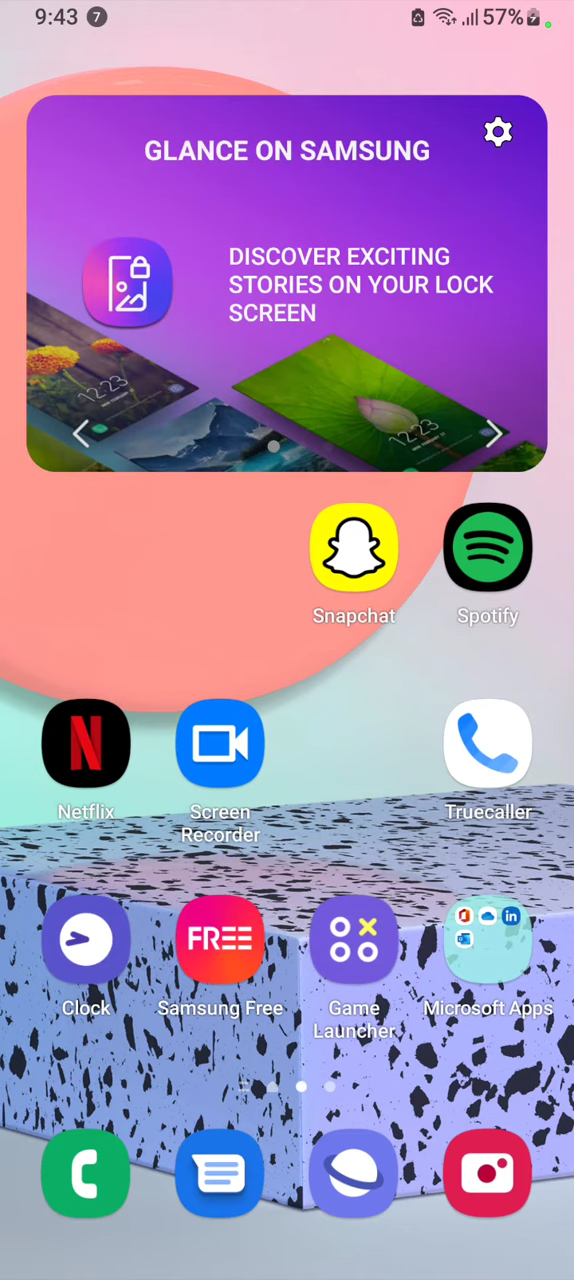 9:43 7 57%
GLANCE ON SAMSUNG
DISCOVER EXCITING
STORIES ON YOUR LOCK
SCREEN
12:23
12:23
Snapchat Spotify
N
Netflix Screen Recorder Truecaller
FREE
in
Clock Samsung Free Game Launcher Microsoft Apps